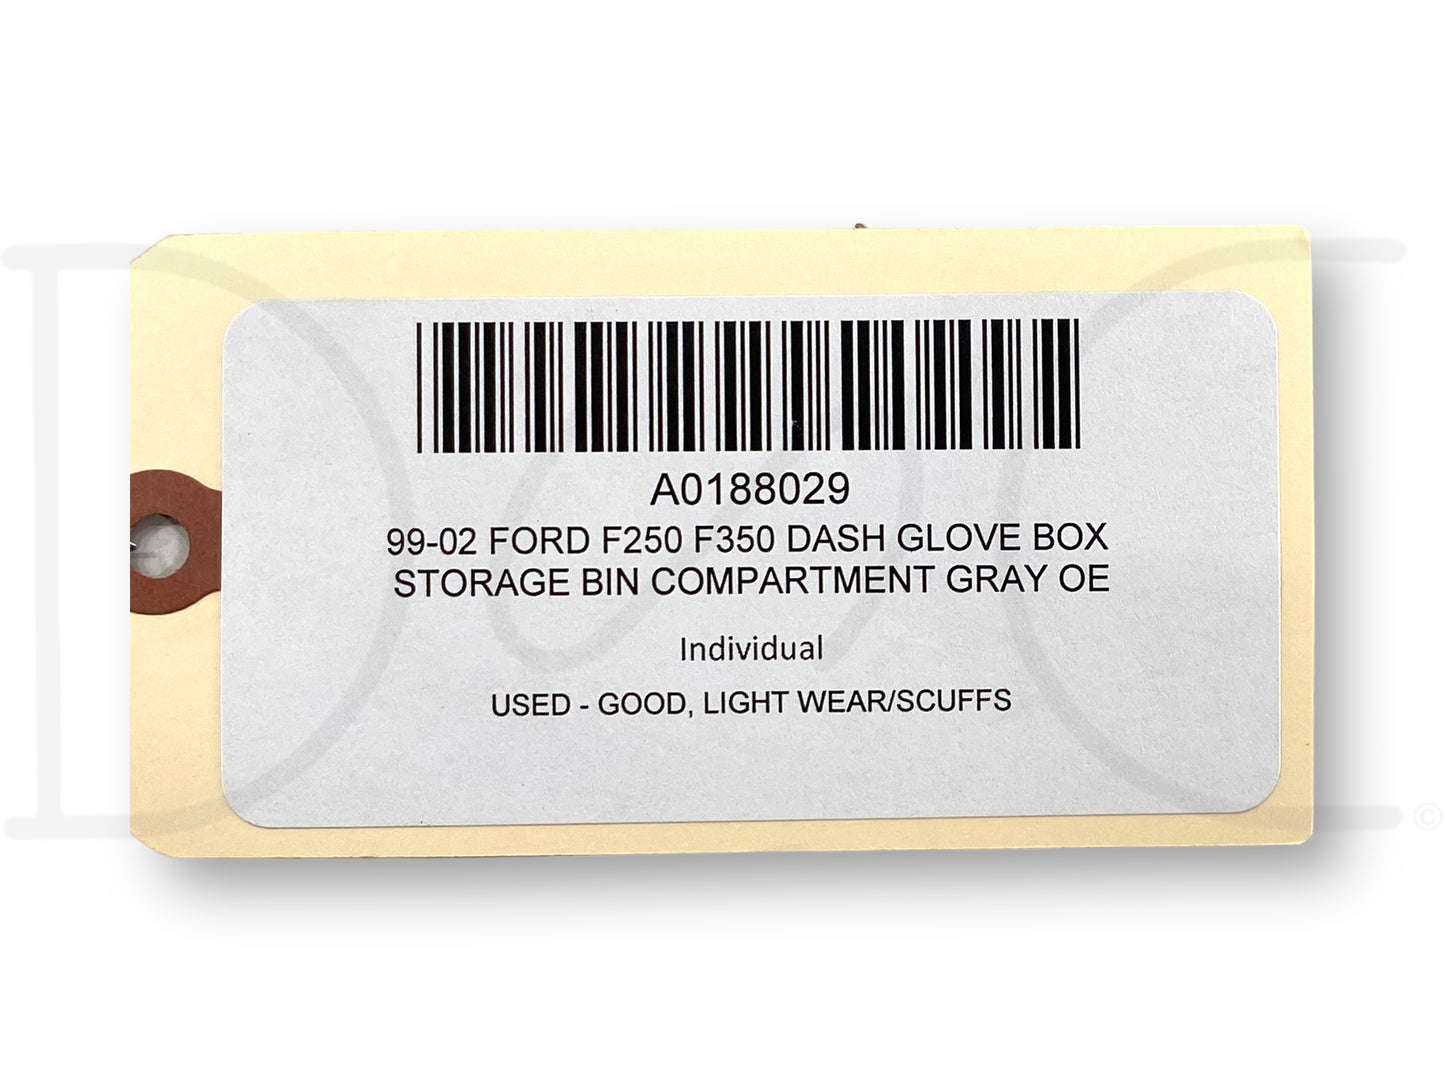 A0188029
99-02 FORD F250 F350 DASH GLOVE BOX
STORAGE BIN COMPARTMENT GRAY OE
Individual
USED - GOOD, LIGHT WEAR/SCUFFS
©